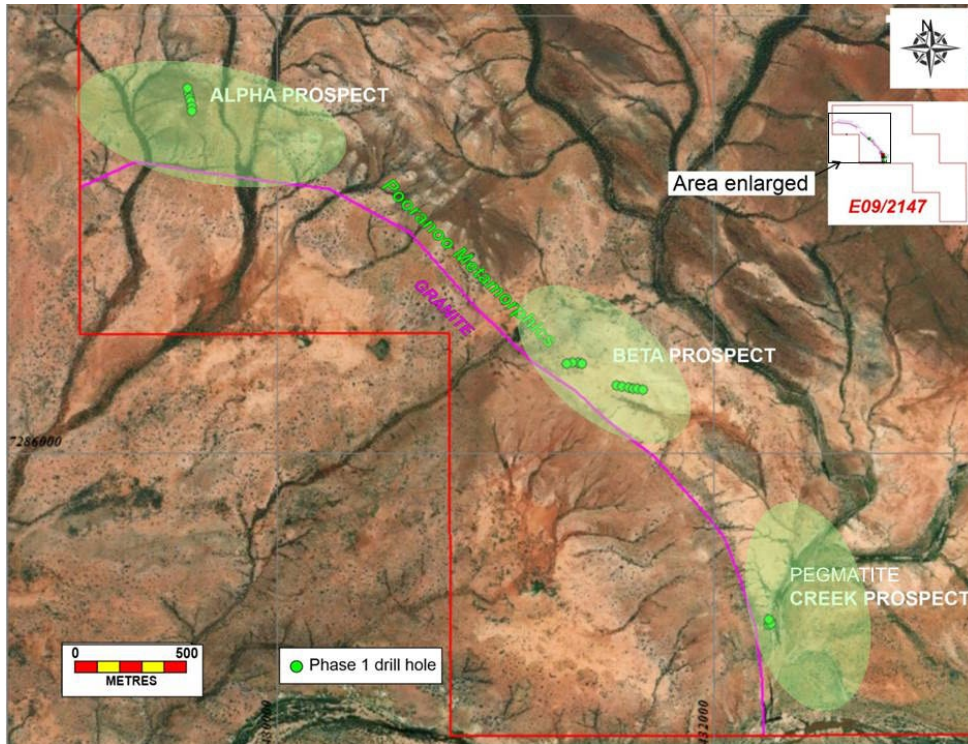 N
ALPHA PROSPECT
Area enlarged
E09/2147
Pooranoo Metamorphics
GRANITE
BETA PROSPECT
7286000
PEGMATITE
CREEK PROSPECT
0 500
METRES
Phase 1 drill hole
432000